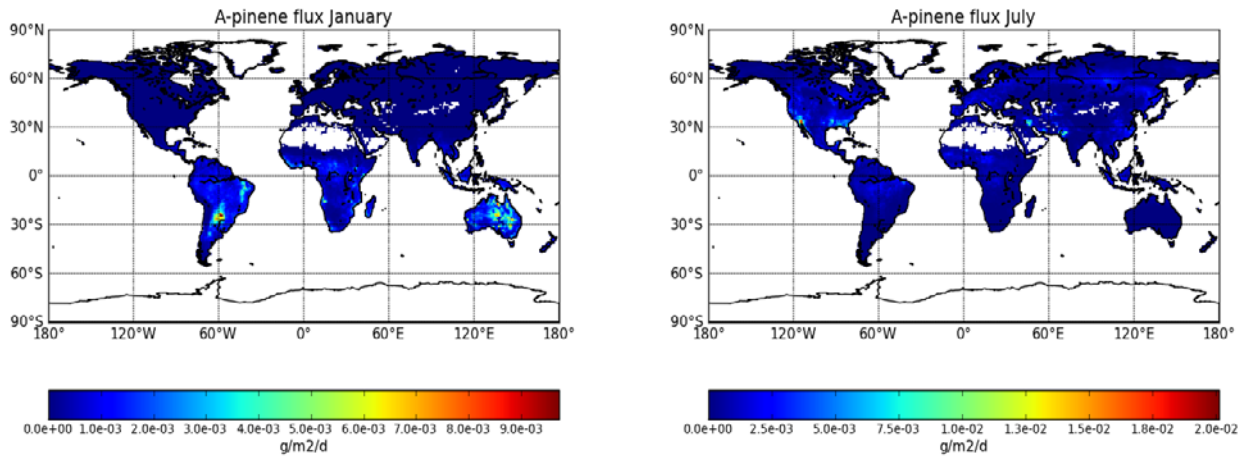 A-pinene flux January
90°N
60°N
30°N
0°
30°S
60°S
90°S
180° 120°W 60°W 0° 60°E 120°E 180°
0.0e+00 1.0e-03 2.0e-03 3.0e-03 4.0e-03 5.0e-03 6.0e-03 7.0e-03 8.0e-03 9.0e-03
g/m2/d
A-pinene flux July
90°N
60°N
30°N
0°
30°S
60°S
90°S
180° 120°W 60°W 0° 60°E 120°E 180°
0.0e+00 2.5e-03 5.0e-03 7.5e-03 1.0e-02 1.3e-02 1.5e-02 1.8e-02 2.0e-02
g/m2/d